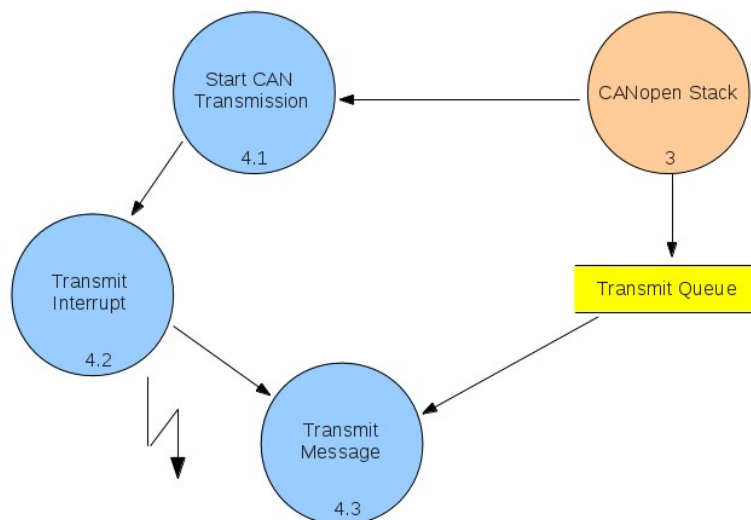 Start CAN
Transmission
4.1
CANopen Stack
3
Transmit
Interrupt
4.2
Transmit Queue
Transmit
Message
4.3